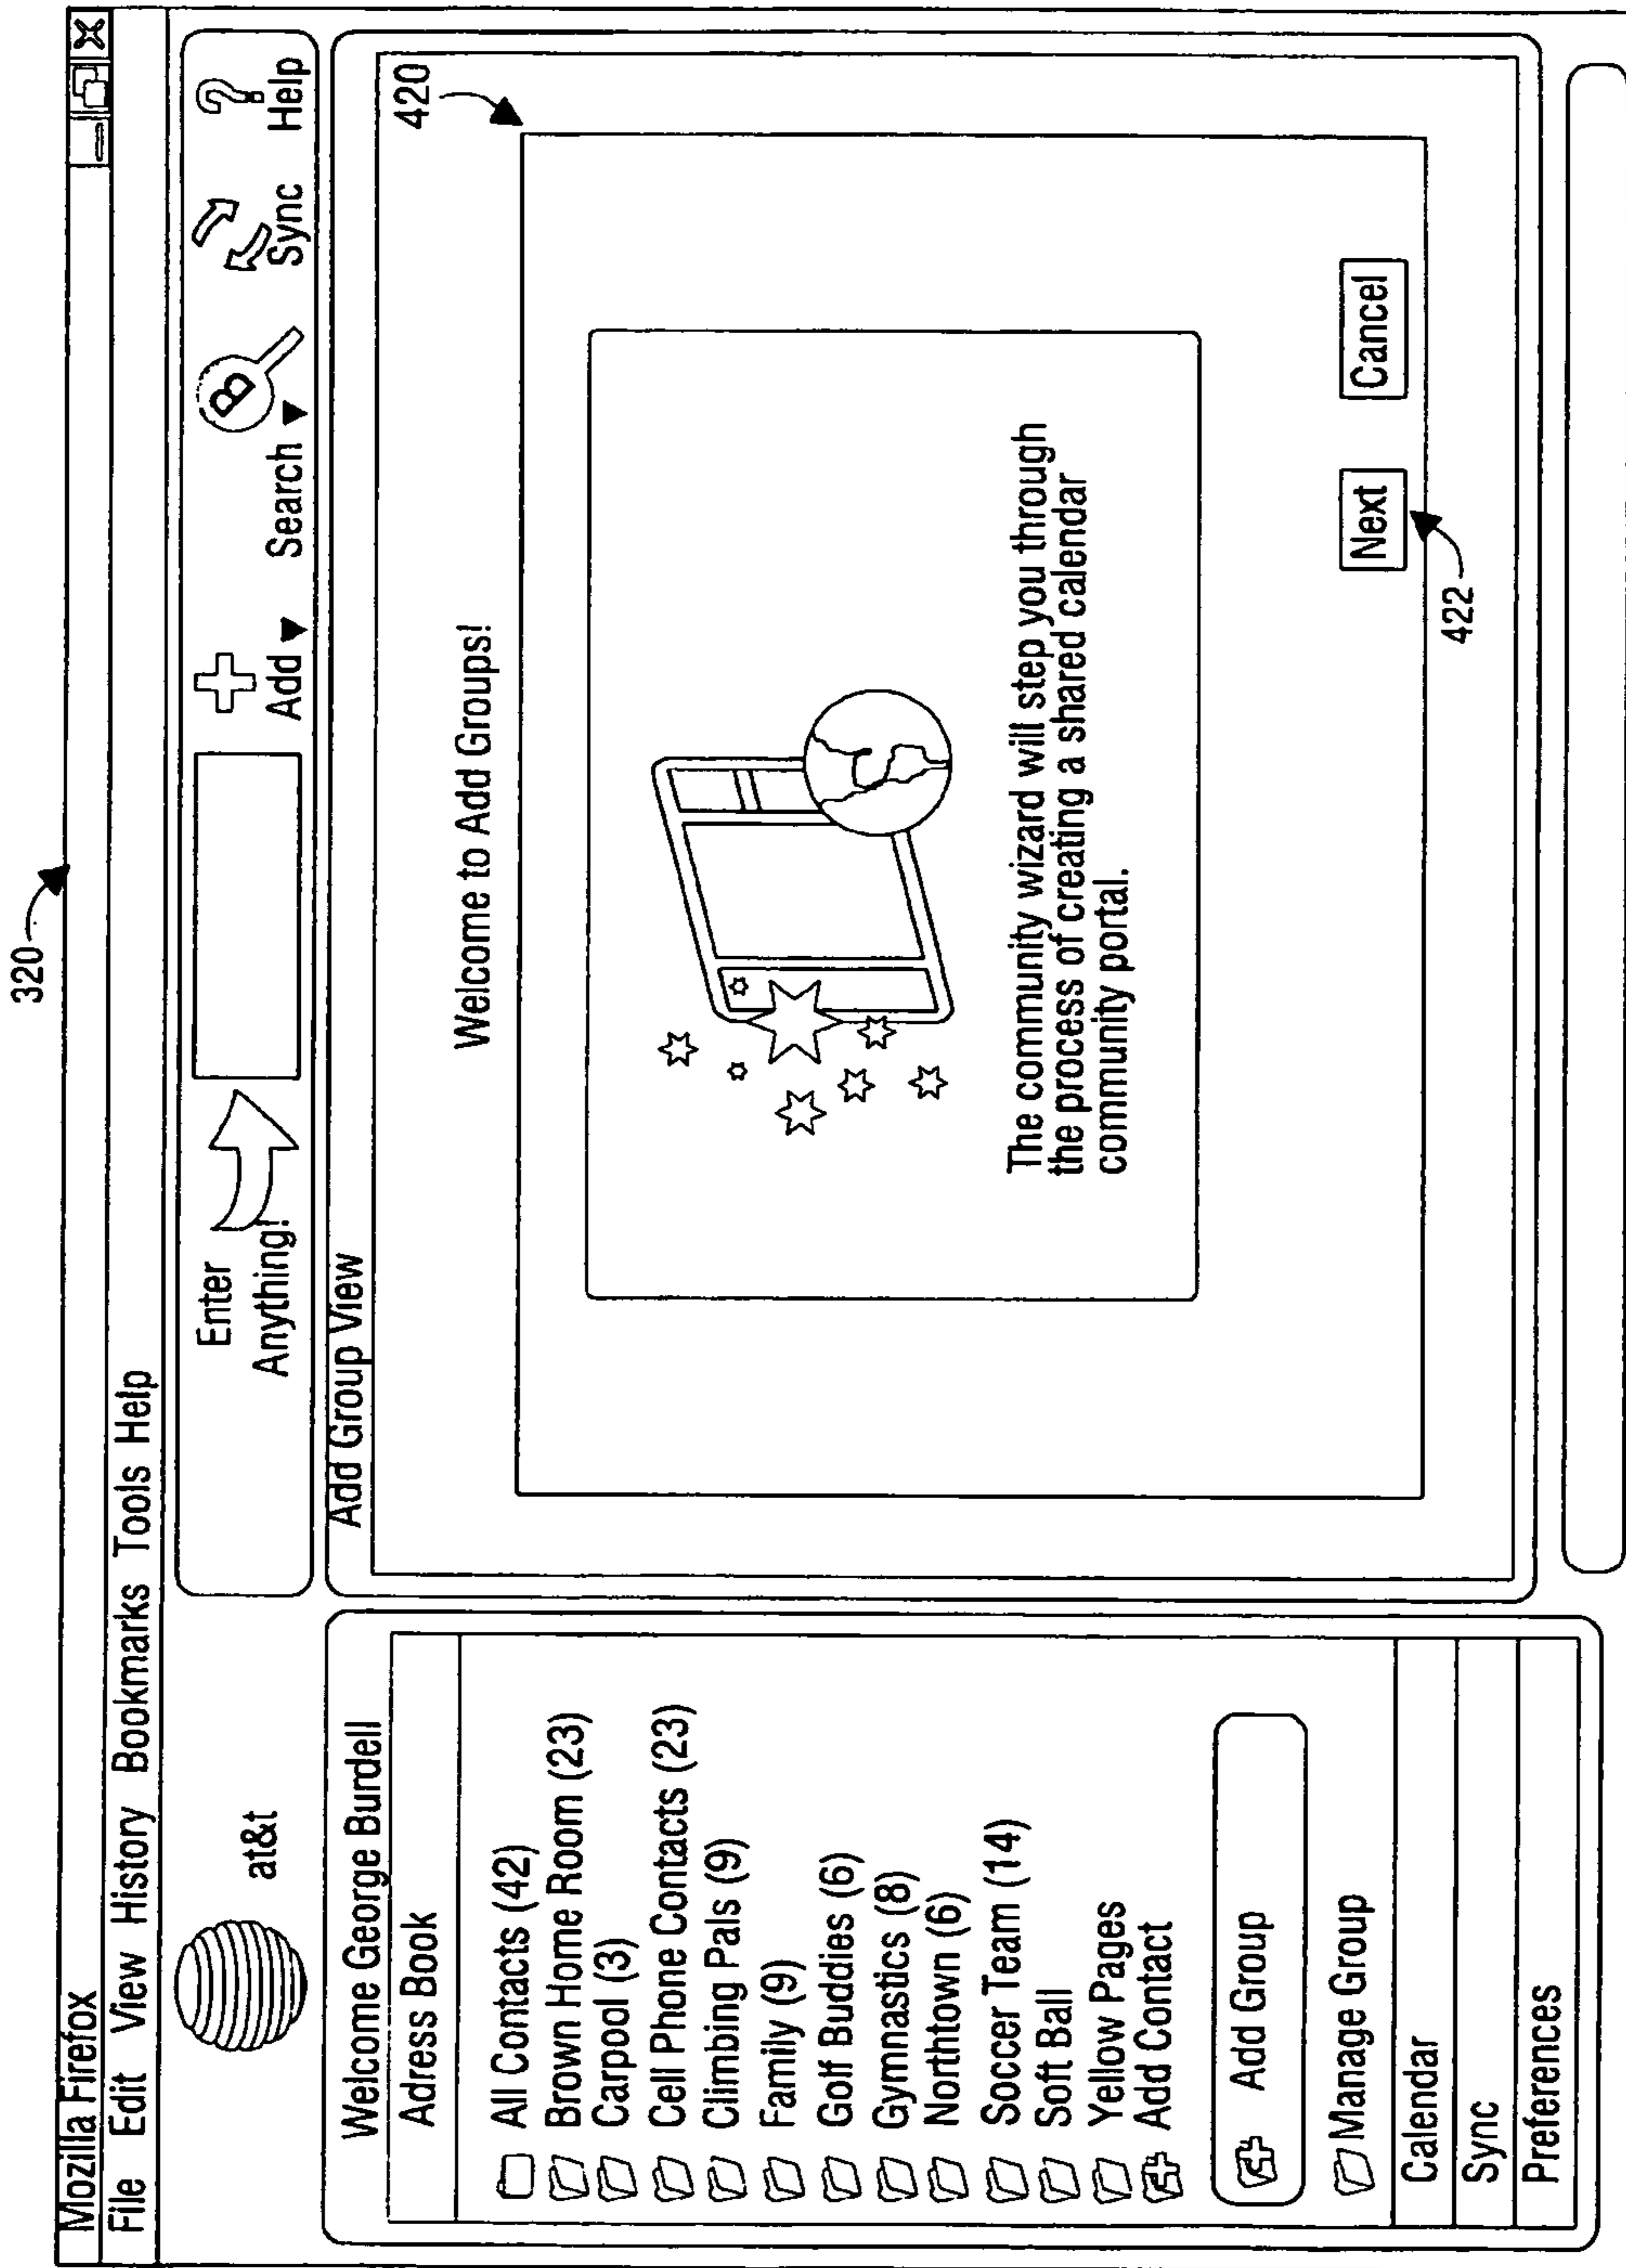 320
Mozilla Firefox
File Edit View History Bookmarks Tools Help
at&t
Enter
Anything!
Add
Search
B
Sync
?
Help
Welcome George Burdell
Adress Book
All Contacts (42)
Brown Home Room (23)
Carpool (3)
Cell Phone Contacts (23)
Climbing Pals (9)
Family (9)
Golf Buddies (6)
Gymnastics (8)
Northtown (6)
Soccer Team (14)
Soft Ball
Yellow Pages
Add Contact
Add Group
Manage Group
Calendar
Sync
Preferences
Add Group View
420
Welcome to Add Groups!
The community wizard will step you through
the process of creating a shared calendar
community portal.
Next
Cancel
422